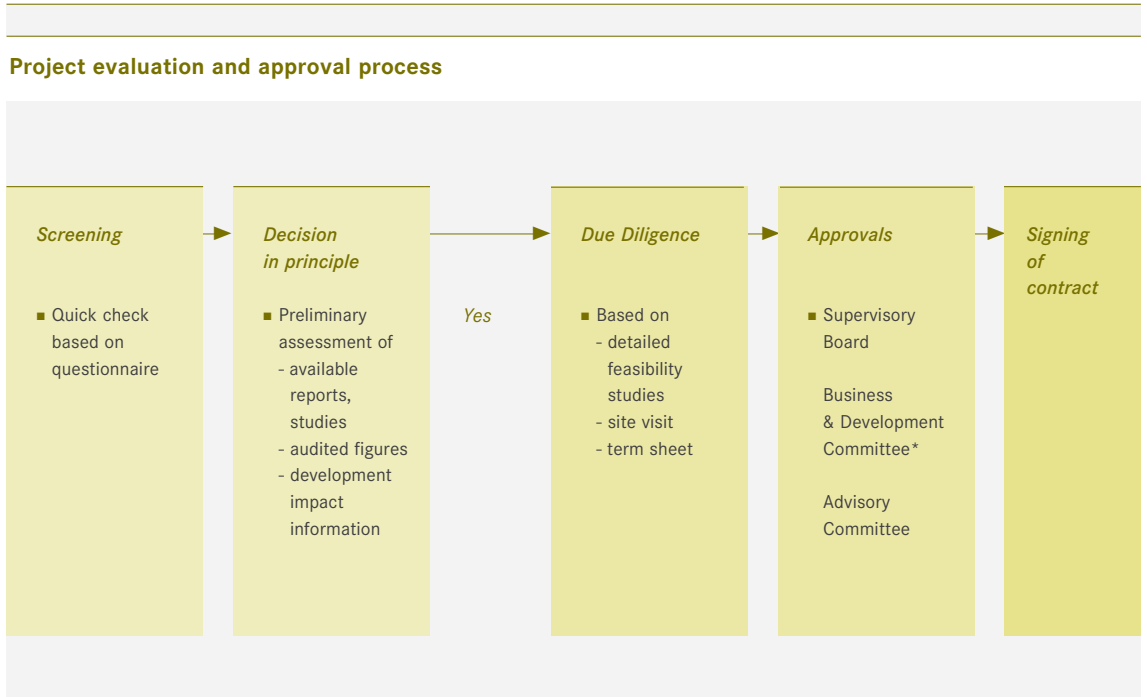 Project evaluation and approval process
Screening
■ Quick check
based on
questionnaire
Decision
in principle
■ Preliminary
assessment of
- available
reports,
studies
- audited figures
- development
impact
information
Yes
Due Diligence
■ Based on
- detailed
feasibility
studies
- site visit
- term sheet
Approvals
■ Supervisory
Board
Business
& Development
Committee*
Advisory
Committee
Signing
of
contract